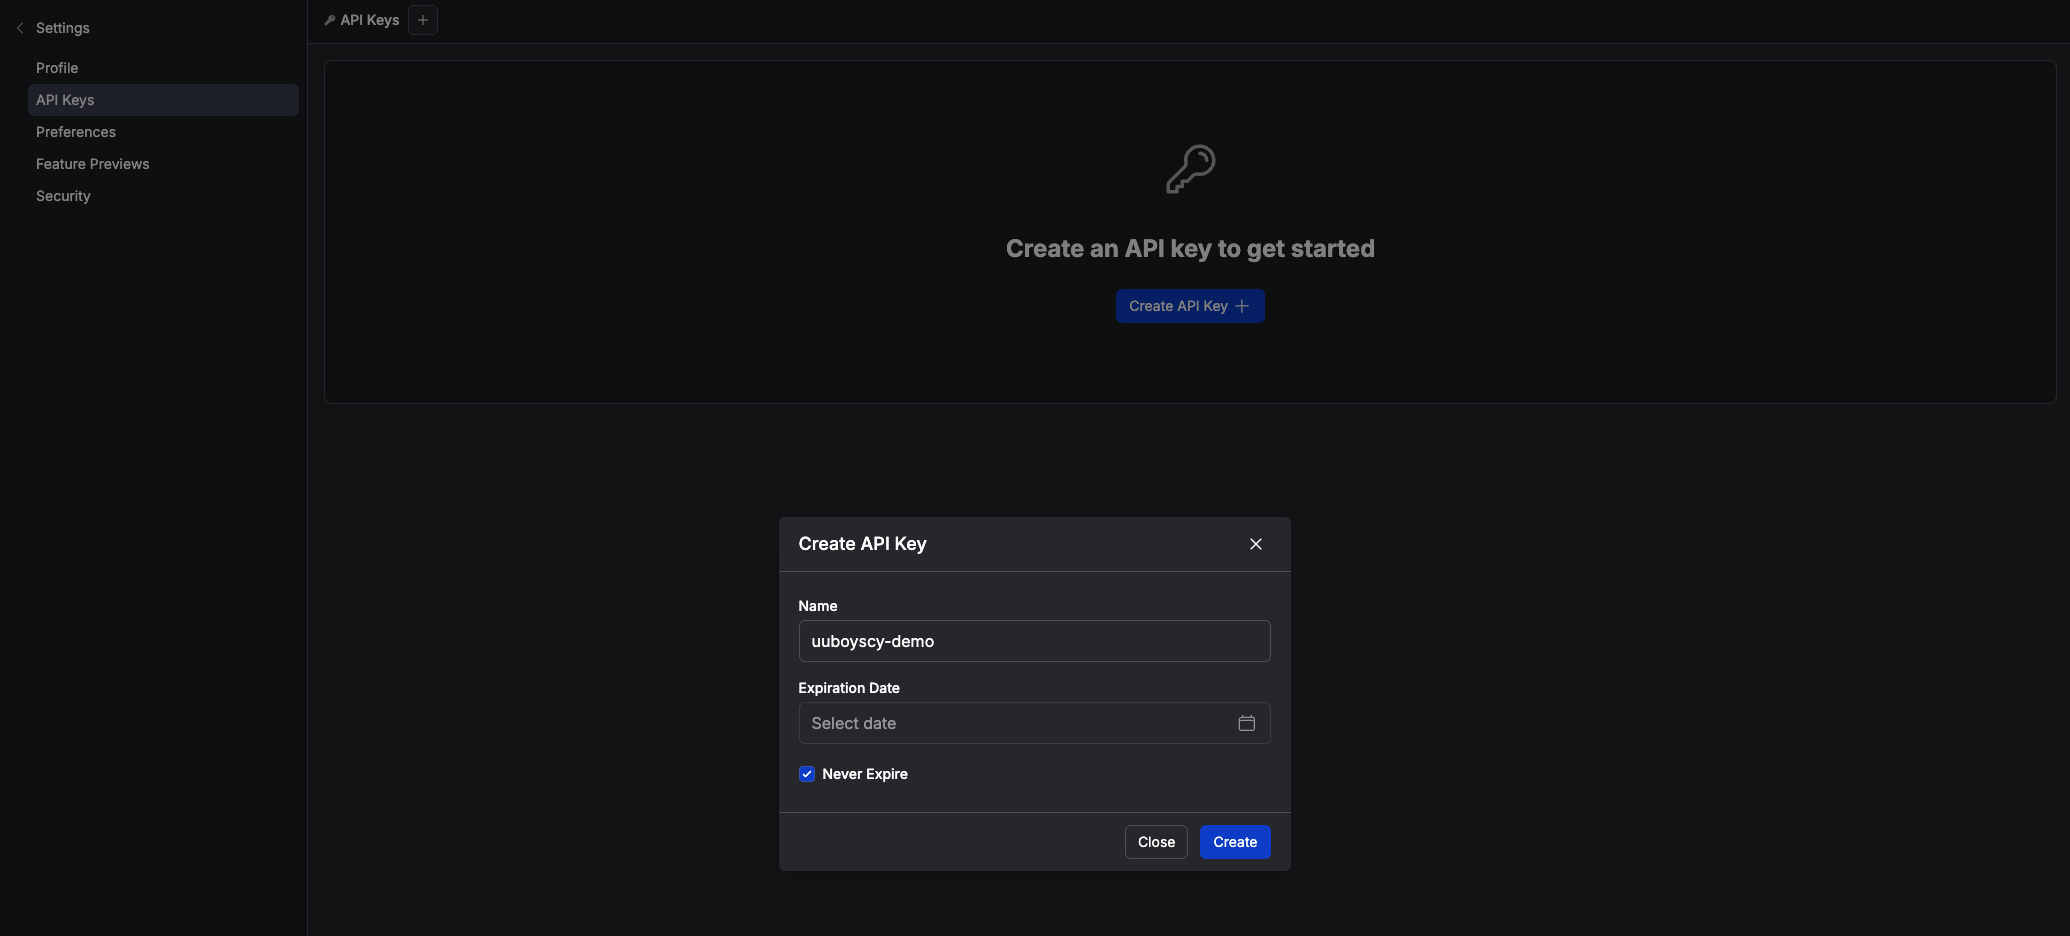 Settings
Profile
API Keys
Preferences
Feature Previews
Security
API Keys
Create an API key to get started
Create API Key
Create API Key
Name
uuboyscy-demo
Expiration Date
Select date
Never Expire
Close
Create